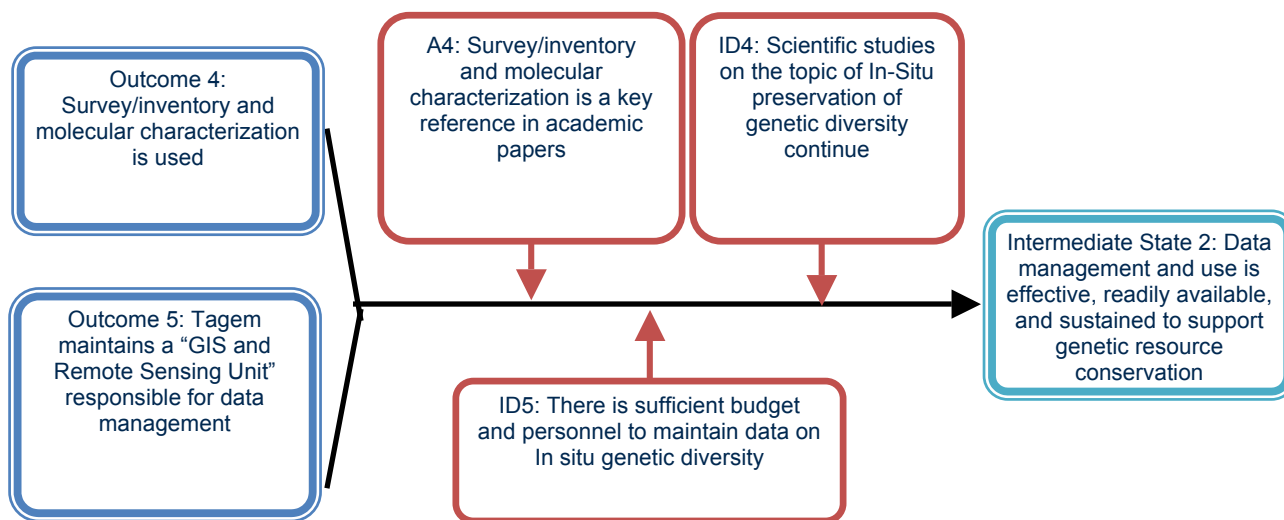 Outcome 4:
Survey/inventory and
molecular characterization
is used
A4: Survey/inventory
and molecular
characterization is a key
reference in academic
papers
ID4: Scientific studies
on the topic of In-Situ
preservation of
genetic diversity
continue
Outcome 5: Tagem
maintains a “GIS and
Remote Sensing Unit”
responsible for data
management
ID5: There is sufficient budget
and personnel to maintain data on
In situ genetic diversity
Intermediate State 2: Data
management and use is
effective, readily available,
and sustained to support
genetic resource
conservation